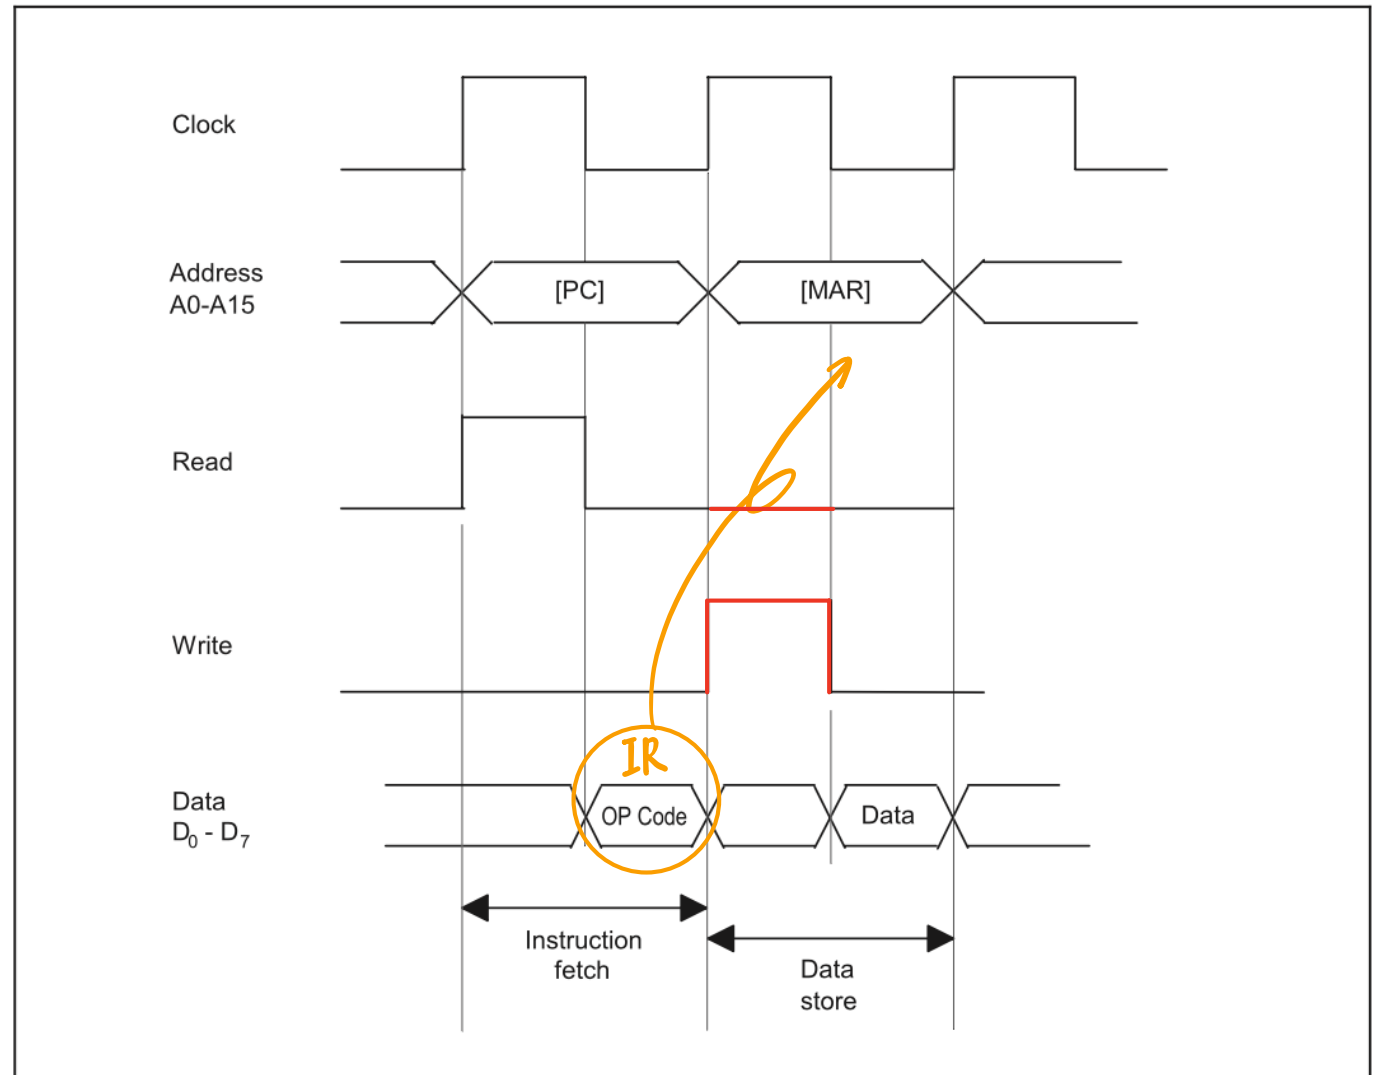 Clock
Address
A0-A15
[PC]
[MAR]
Read
Write
IR
Data
D0 - D7
OP Code
Data
Instruction
fetch
Data
store